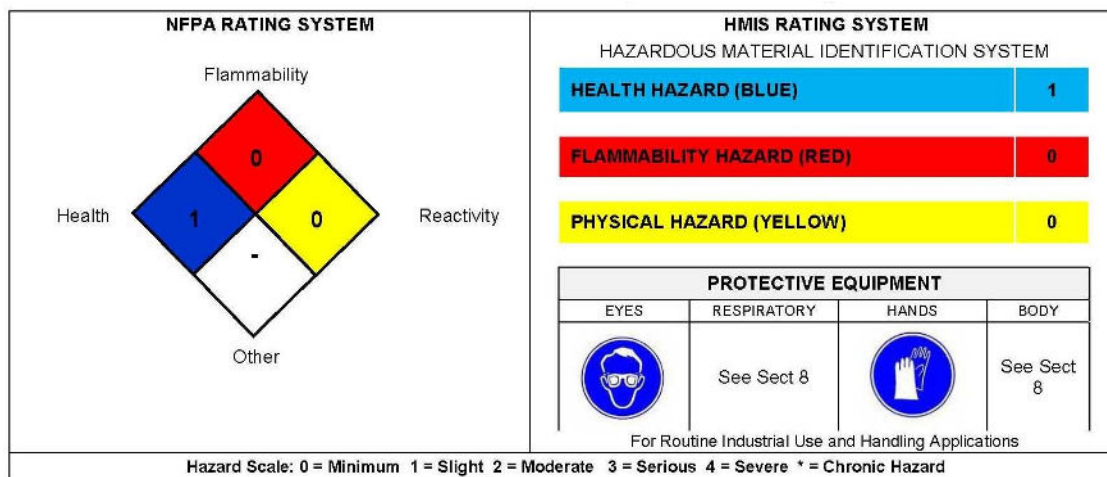 NFPA RATING SYSTEM
Flammability
0
Health
1
0
Reactivity
-
Other
HMIS RATING SYSTEM
HAZARDOUS MATERIAL IDENTIFICATION SYSTEM
HEALTH HAZARD (BLUE) 1
FLAMMABILITY HAZARD (RED) 0
PHYSICAL HAZARD (YELLOW) 0
PROTECTIVE EQUIPMENT
EYES RESPIRATORY HANDS BODY
See Sect 8
See Sect
8
For Routine Industrial Use and Handling Applications
Hazard Scale: 0 = Minimum 1 = Slight 2 = Moderate 3 = Serious 4 = Severe * = Chronic Hazard